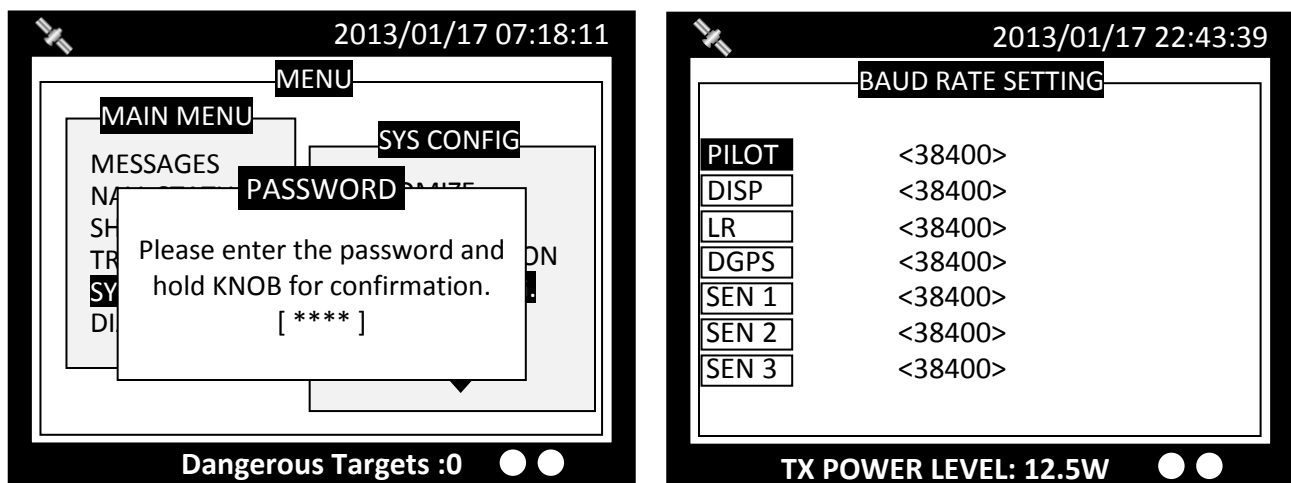 2013/01/17 07:18:11
MENU
MAIN MENU
MESSAGES
SYS CONFIG
PASSWORD
Please enter the password and
hold KNOB for confirmation.
[ **** ]
Dangerous Targets :0
2013/01/17 22:43:39
BAUD RATE SETTING
PILOT <38400>
DISP <38400>
LR <38400>
DGPS <38400>
SEN 1 <38400>
SEN 2 <38400>
SEN 3 <38400>
TX POWER LEVEL: 12.5W